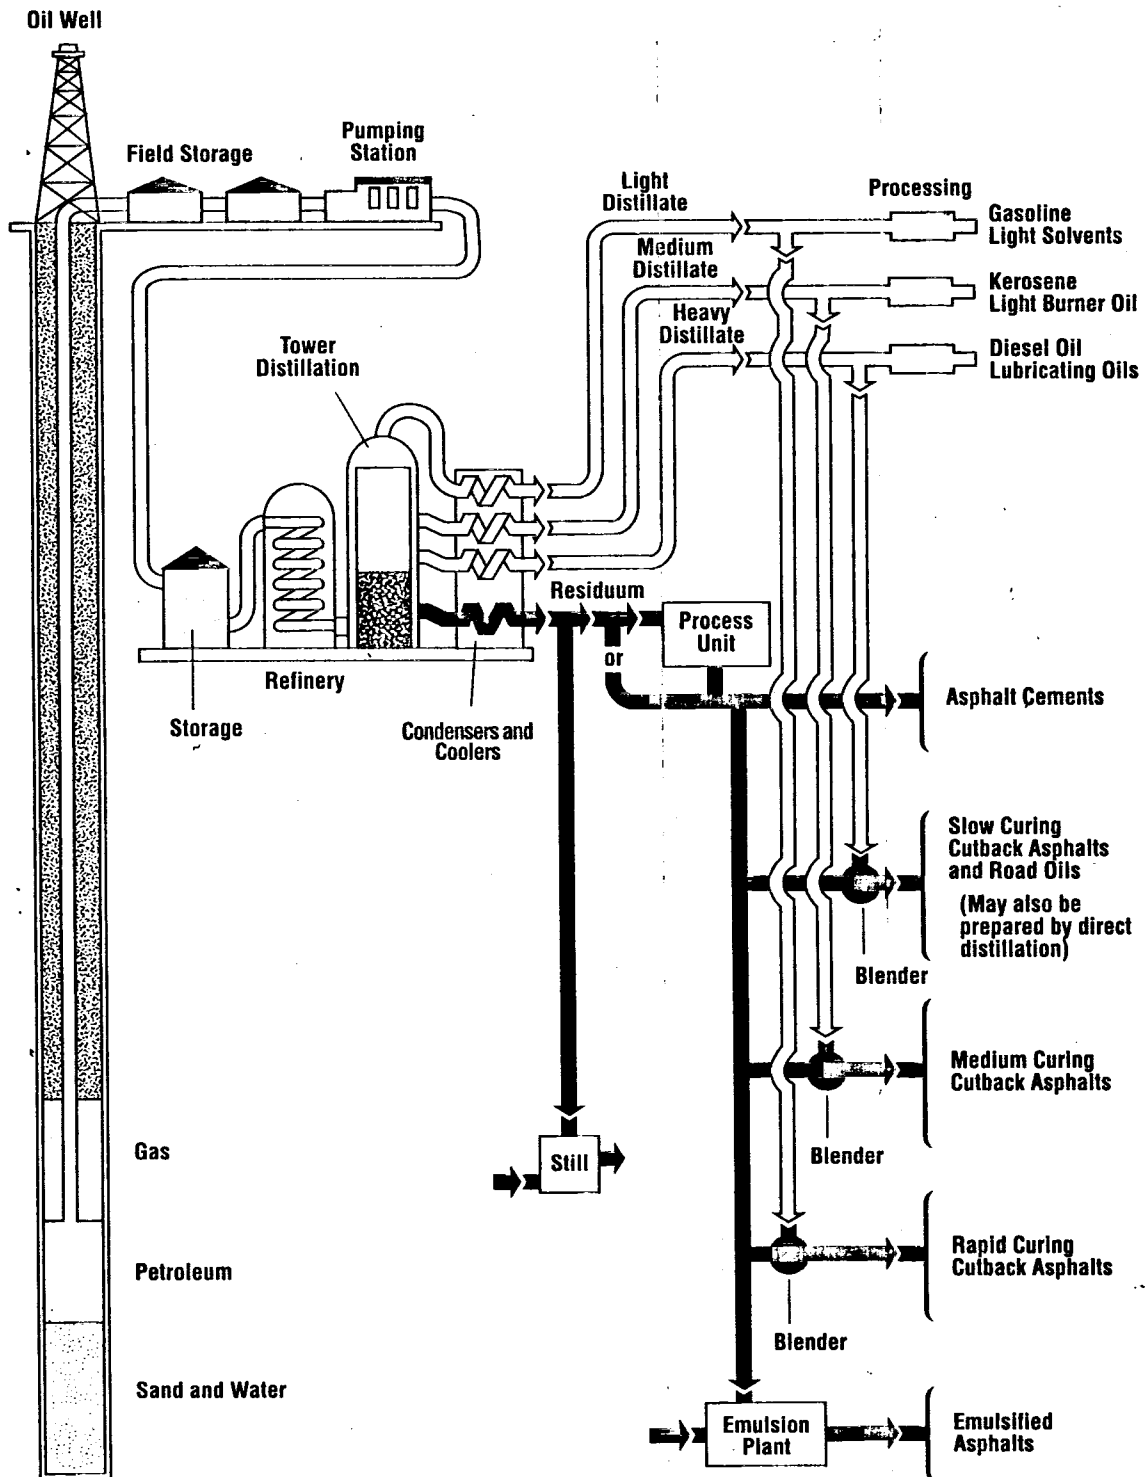 Oil Well
Field Storage
Pumping
Station
Light
Distillate
Processing
Gasoline
Light Solvents
Medium
Distillate
Kerosene
Light Burner Oil
Heavy
Distillate
Diesel Oil
Lubricating Oils
Tower
Distillation
Residuum
Process
Unit
or
Refinery
Storage
Condensers and
Coolers
Asphalt Cements
Slow Curing
Cutback Asphalts
and Road Oils
(May also be
prepared by direct
distillation)
Blender
Medium Curing
Cutback Asphalts
Blender
Gas
Still
Rapid Curing
Cutback Asphalts
Petroleum
Blender
Sand and Water
Emulsion
Plant
Emulsified
Asphalts